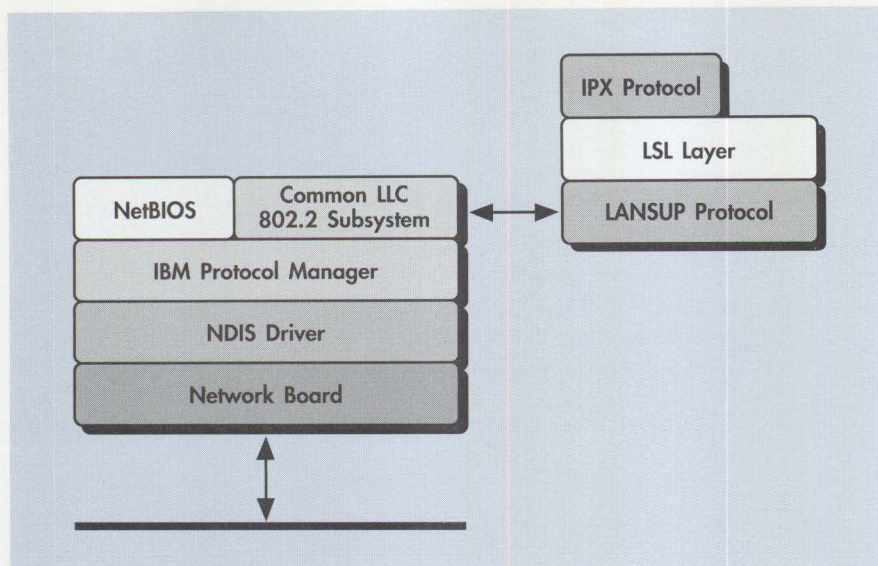 IPX Protocol
LSL Layer
LANSUP Protocol
NetBIOS
Common LLC
802.2 Subsystem
IBM Protocol Manager
NDIS Driver
Network Board